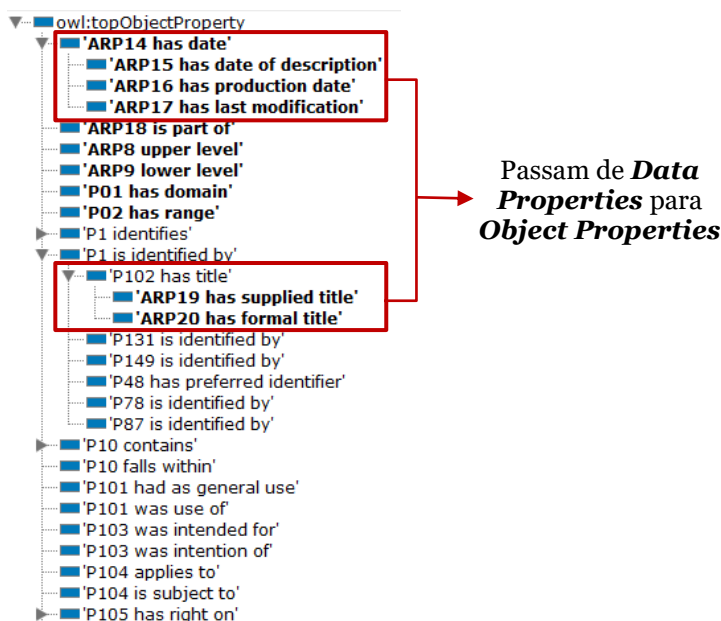 owl:topObjectProperty
'ARP14 has date'
'ARP15 has date of description'
'ARP16 has production date'
'ARP17 has last modification'
'ARP18 is part of'
'ARP8 upper level'
'ARP9 lower level'
'P01 has domain'
'P02 has range'
'P1 identifies'
'P1 is identified by'
'P102 has title'
'ARP19 has supplied title'
'ARP20 has formal title'
'P131 is identified by'
'P149 is identified by'
'P48 has preferred identifier'
'P78 is identified by'
'P87 is identified by'
'P10 contains'
'P10 falls within'
'P101 had as general use'
'P101 was use of'
'P103 was intended for'
'P103 was intention of'
'P104 applies to'
'P104 is subject to'
'P105 has right on'
Passam de Data
Properties para
Object Properties